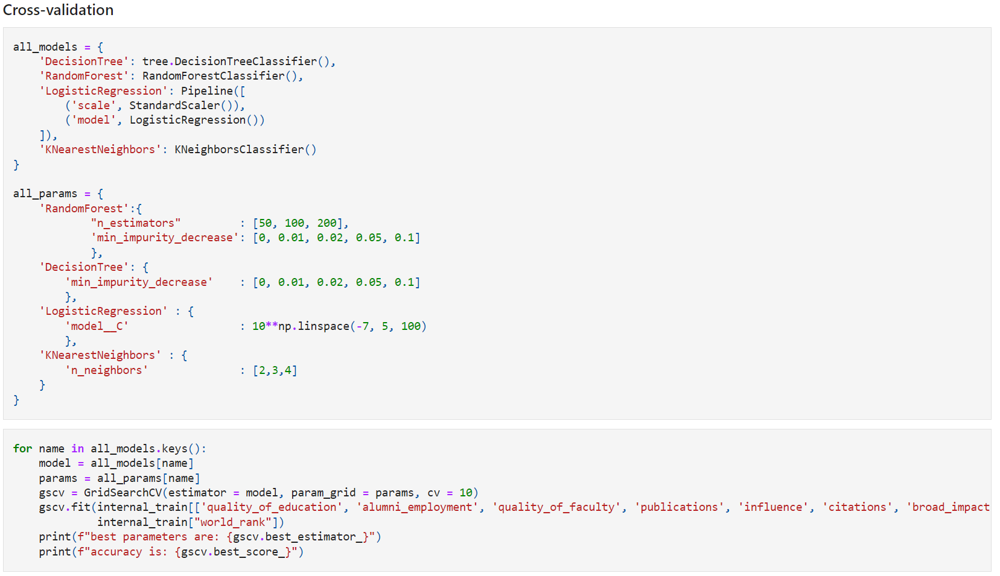 Cross-validation
all_models = {
    'DecisionTree': tree.DecisionTreeClassifier(),
    'RandomForest': RandomForestClassifier(),
    'LogisticRegression': Pipeline([
        ('scale', StandardScaler()),
        ('model', LogisticRegression())
    ]),
    'KNearestNeighbors': KNeighborsClassifier()
}
all_params = {
    'RandomForest':{
            "n_estimators"         : [50, 100, 200],
            'min_impurity_decrease': [0, 0.01, 0.02, 0.05, 0.1]
            },
    'DecisionTree': {
        'min_impurity_decrease'    : [0, 0.01, 0.02, 0.05, 0.1]
        },
    'LogisticRegression' : {
        'model__C'                 : 10**np.linspace(-7, 5, 100)
        },
    'KNearestNeighbors' : {
        'n_neighbors'              : [2,3,4]
    }
}
for name in all_models.keys():
    model = all_models[name]
    params = all_params[name]
    gscv = GridSearchCV(estimator = model, param_grid = params, cv = 10)
    gscv.fit(internal_train[['quality_of_education', 'alumni_employment', 'quality_of_faculty', 'publications', 'influence', 'citations', 'broad_impact
             internal_train["world_rank"])
    print(f"best parameters are: {gscv.best_estimator_}")
    print(f"accuracy is: {gscv.best_score_}")